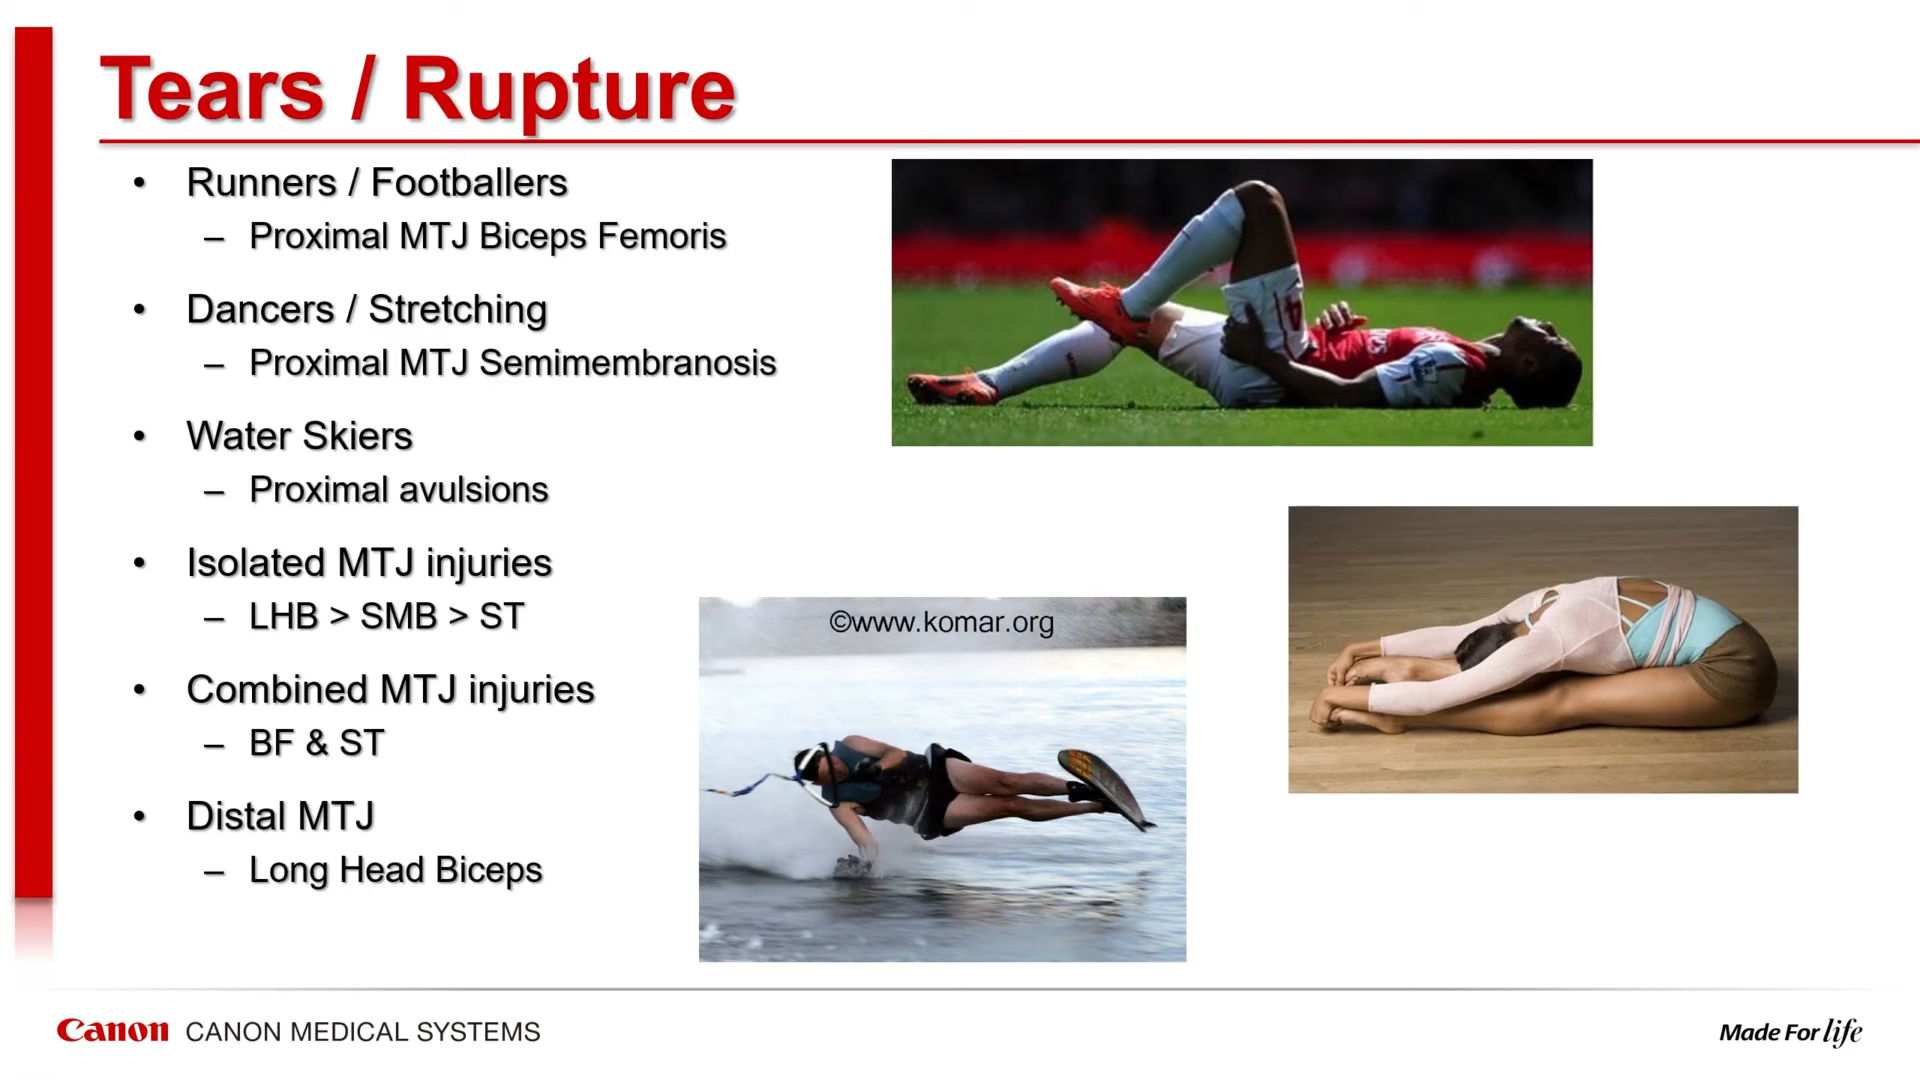 Tears / Rupture
• Runners / Footballers
– Proximal MTJ Biceps Femoris
• Dancers / Stretching
– Proximal MTJ Semimembranosis
• Water Skiers
– Proximal avulsions
• Isolated MTJ injuries
– LHB > SMB > ST
• Combined MTJ injuries
– BF & ST
• Distal MTJ
– Long Head Biceps
©www.komar.org
4
Canon CANON MEDICAL SYSTEMS
Made For life